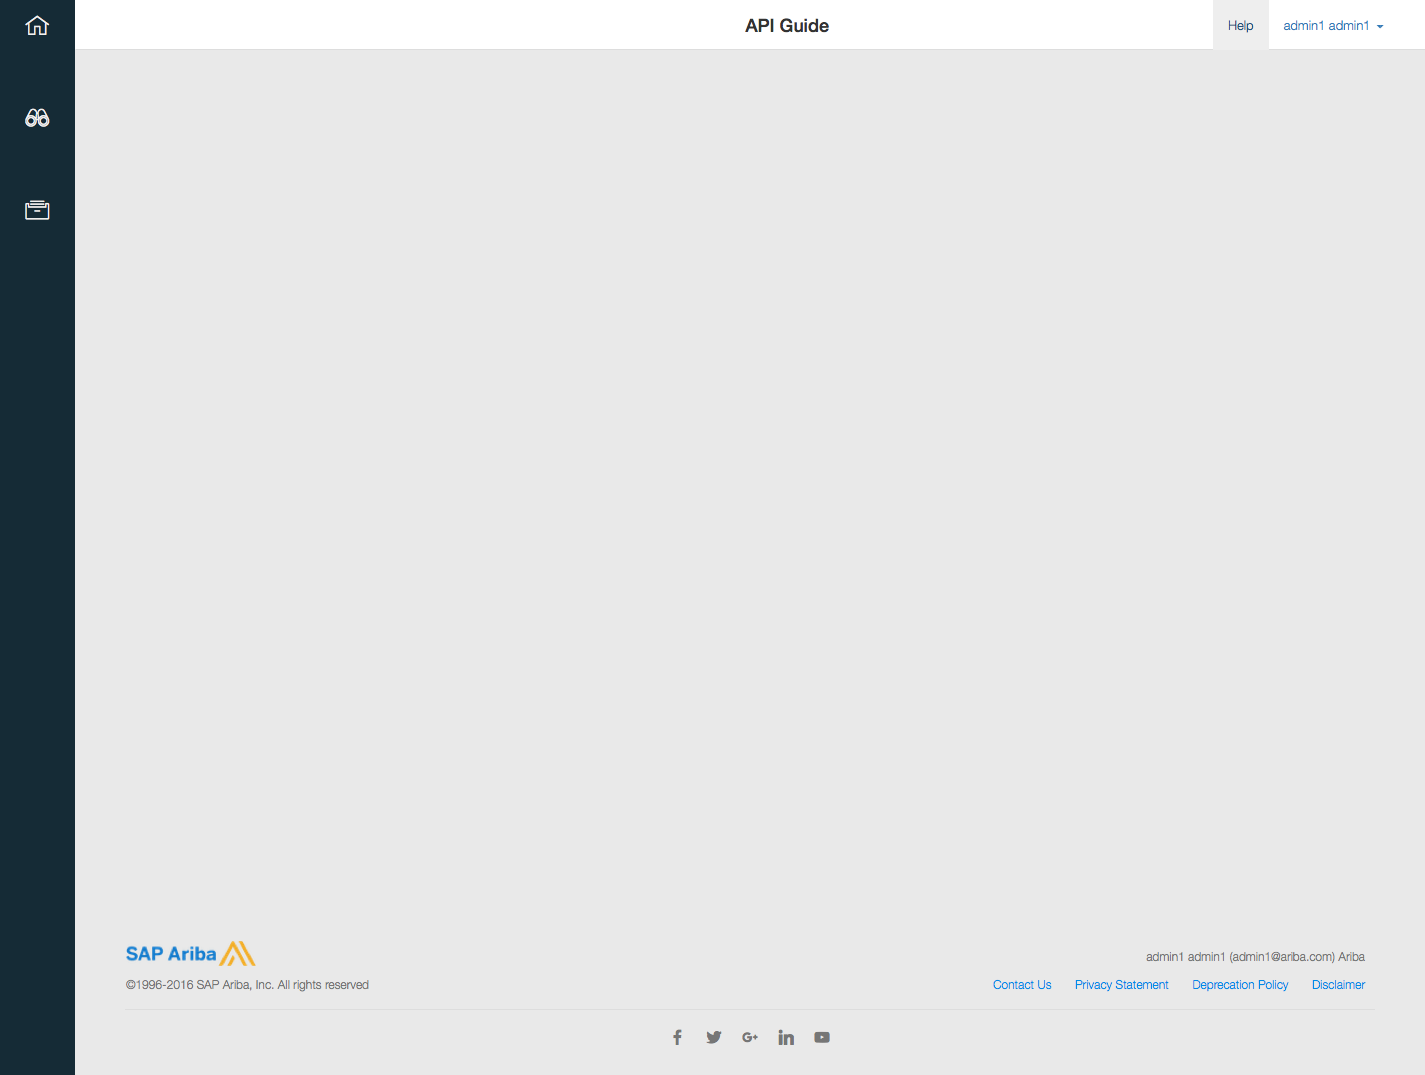 API Guide
Help
admin1 admin1
SAP Ariba
admin1 admin1 (admin1@ariba.com) Ariba
©1996-2016 SAP Ariba, Inc. All rights reserved
Contact Us Privacy Statement Deprecation Policy Disclaimer